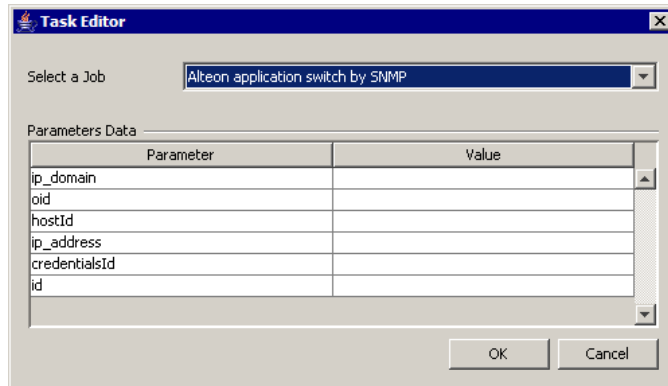 Task Editor
Select a Job Alteon application switch by SNMP
Parameters Data
Parameter Value
ip_domain
oid
hostId
ip_address
credentialsId
id
OK Cancel